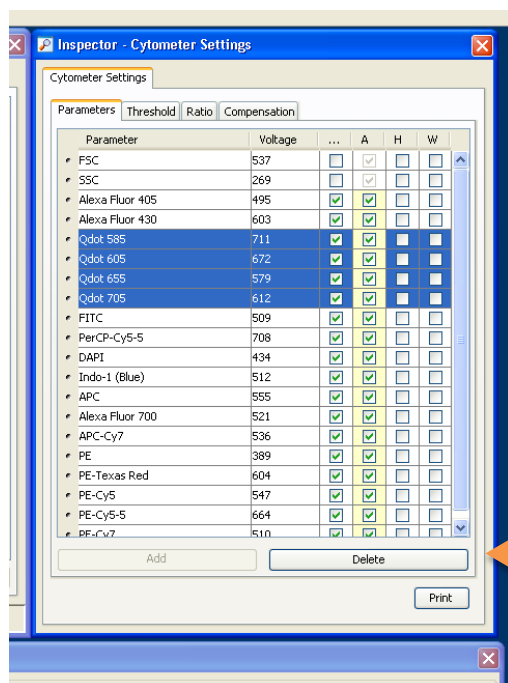 Inspector - Cytometer Settings
Cytometer Settings
Parameters Threshold Ratio Compensation
Parameter Voltage ... A H W
FSC 537
SSC 269
Alexa Fluor 405 495
Alexa Fluor 430 603
Qdot 585 711
Qdot 605 672
Qdot 655 579
Qdot 705 612
FITC 509
PerCP-Cy5-5 708
DAPI 434
Indo-1 (Blue) 512
APC 555
Alexa Fluor 700 521
APC-Cy7 536
PE 389
PE-Texas Red 604
PE-Cy5 547
PE-Cy5-5 664
PE-Cy7 510
Add Delete
Print